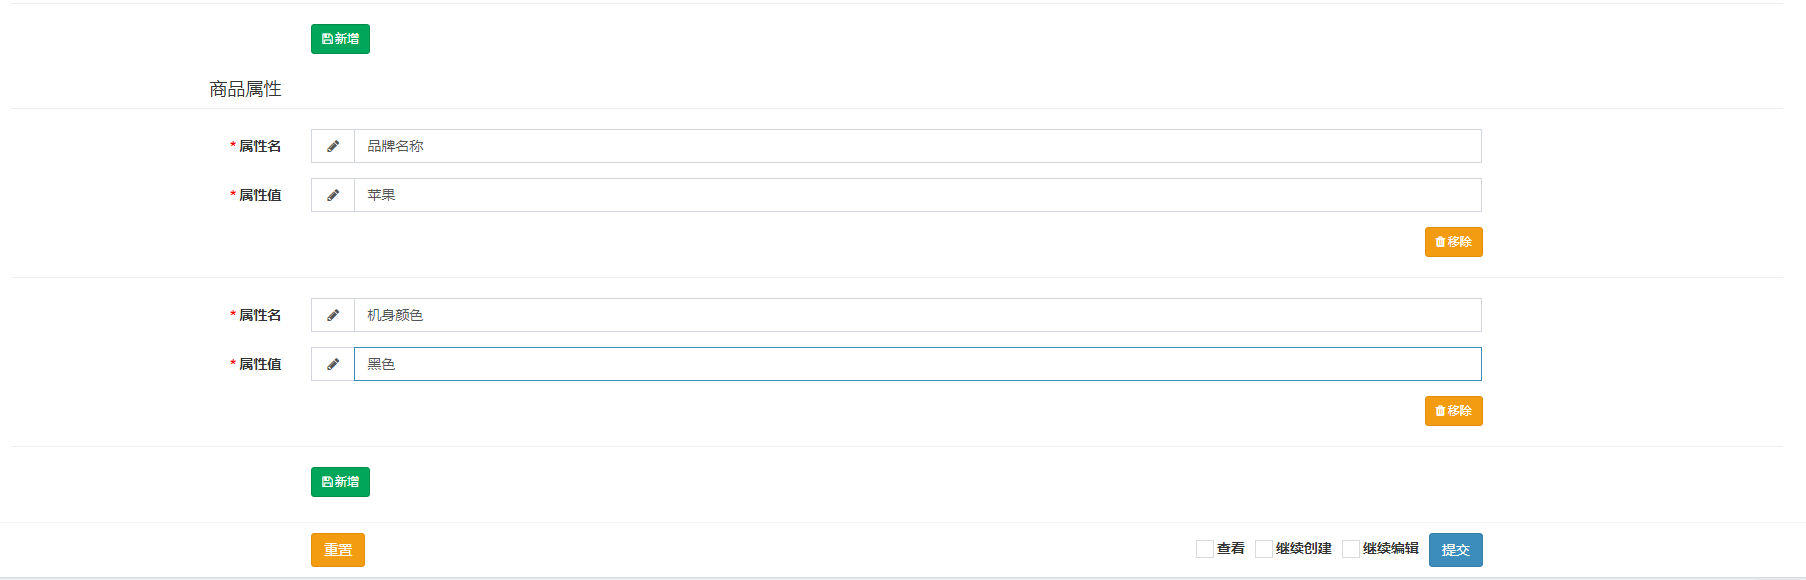 新增
商品属性
* 属性名 品牌名称
* 属性值 苹果
移除
* 属性名 机身颜色
* 属性值 黑色
移除
新增
重置 查看 继续创建 继续编辑 提交